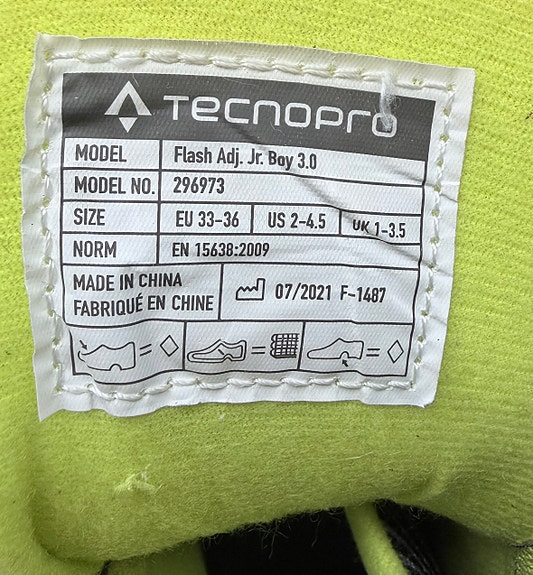 TECNOPRO
MODEL Flash Adj. Jr. Boy 3.0
MODEL NO. 296973
SIZE EU 33-36 US 2-4.5 UK 1-3.5
NORM EN 15638:2009
MADE IN CHINA
FABRIQUÉ EN CHINE
07/2021 F-1487